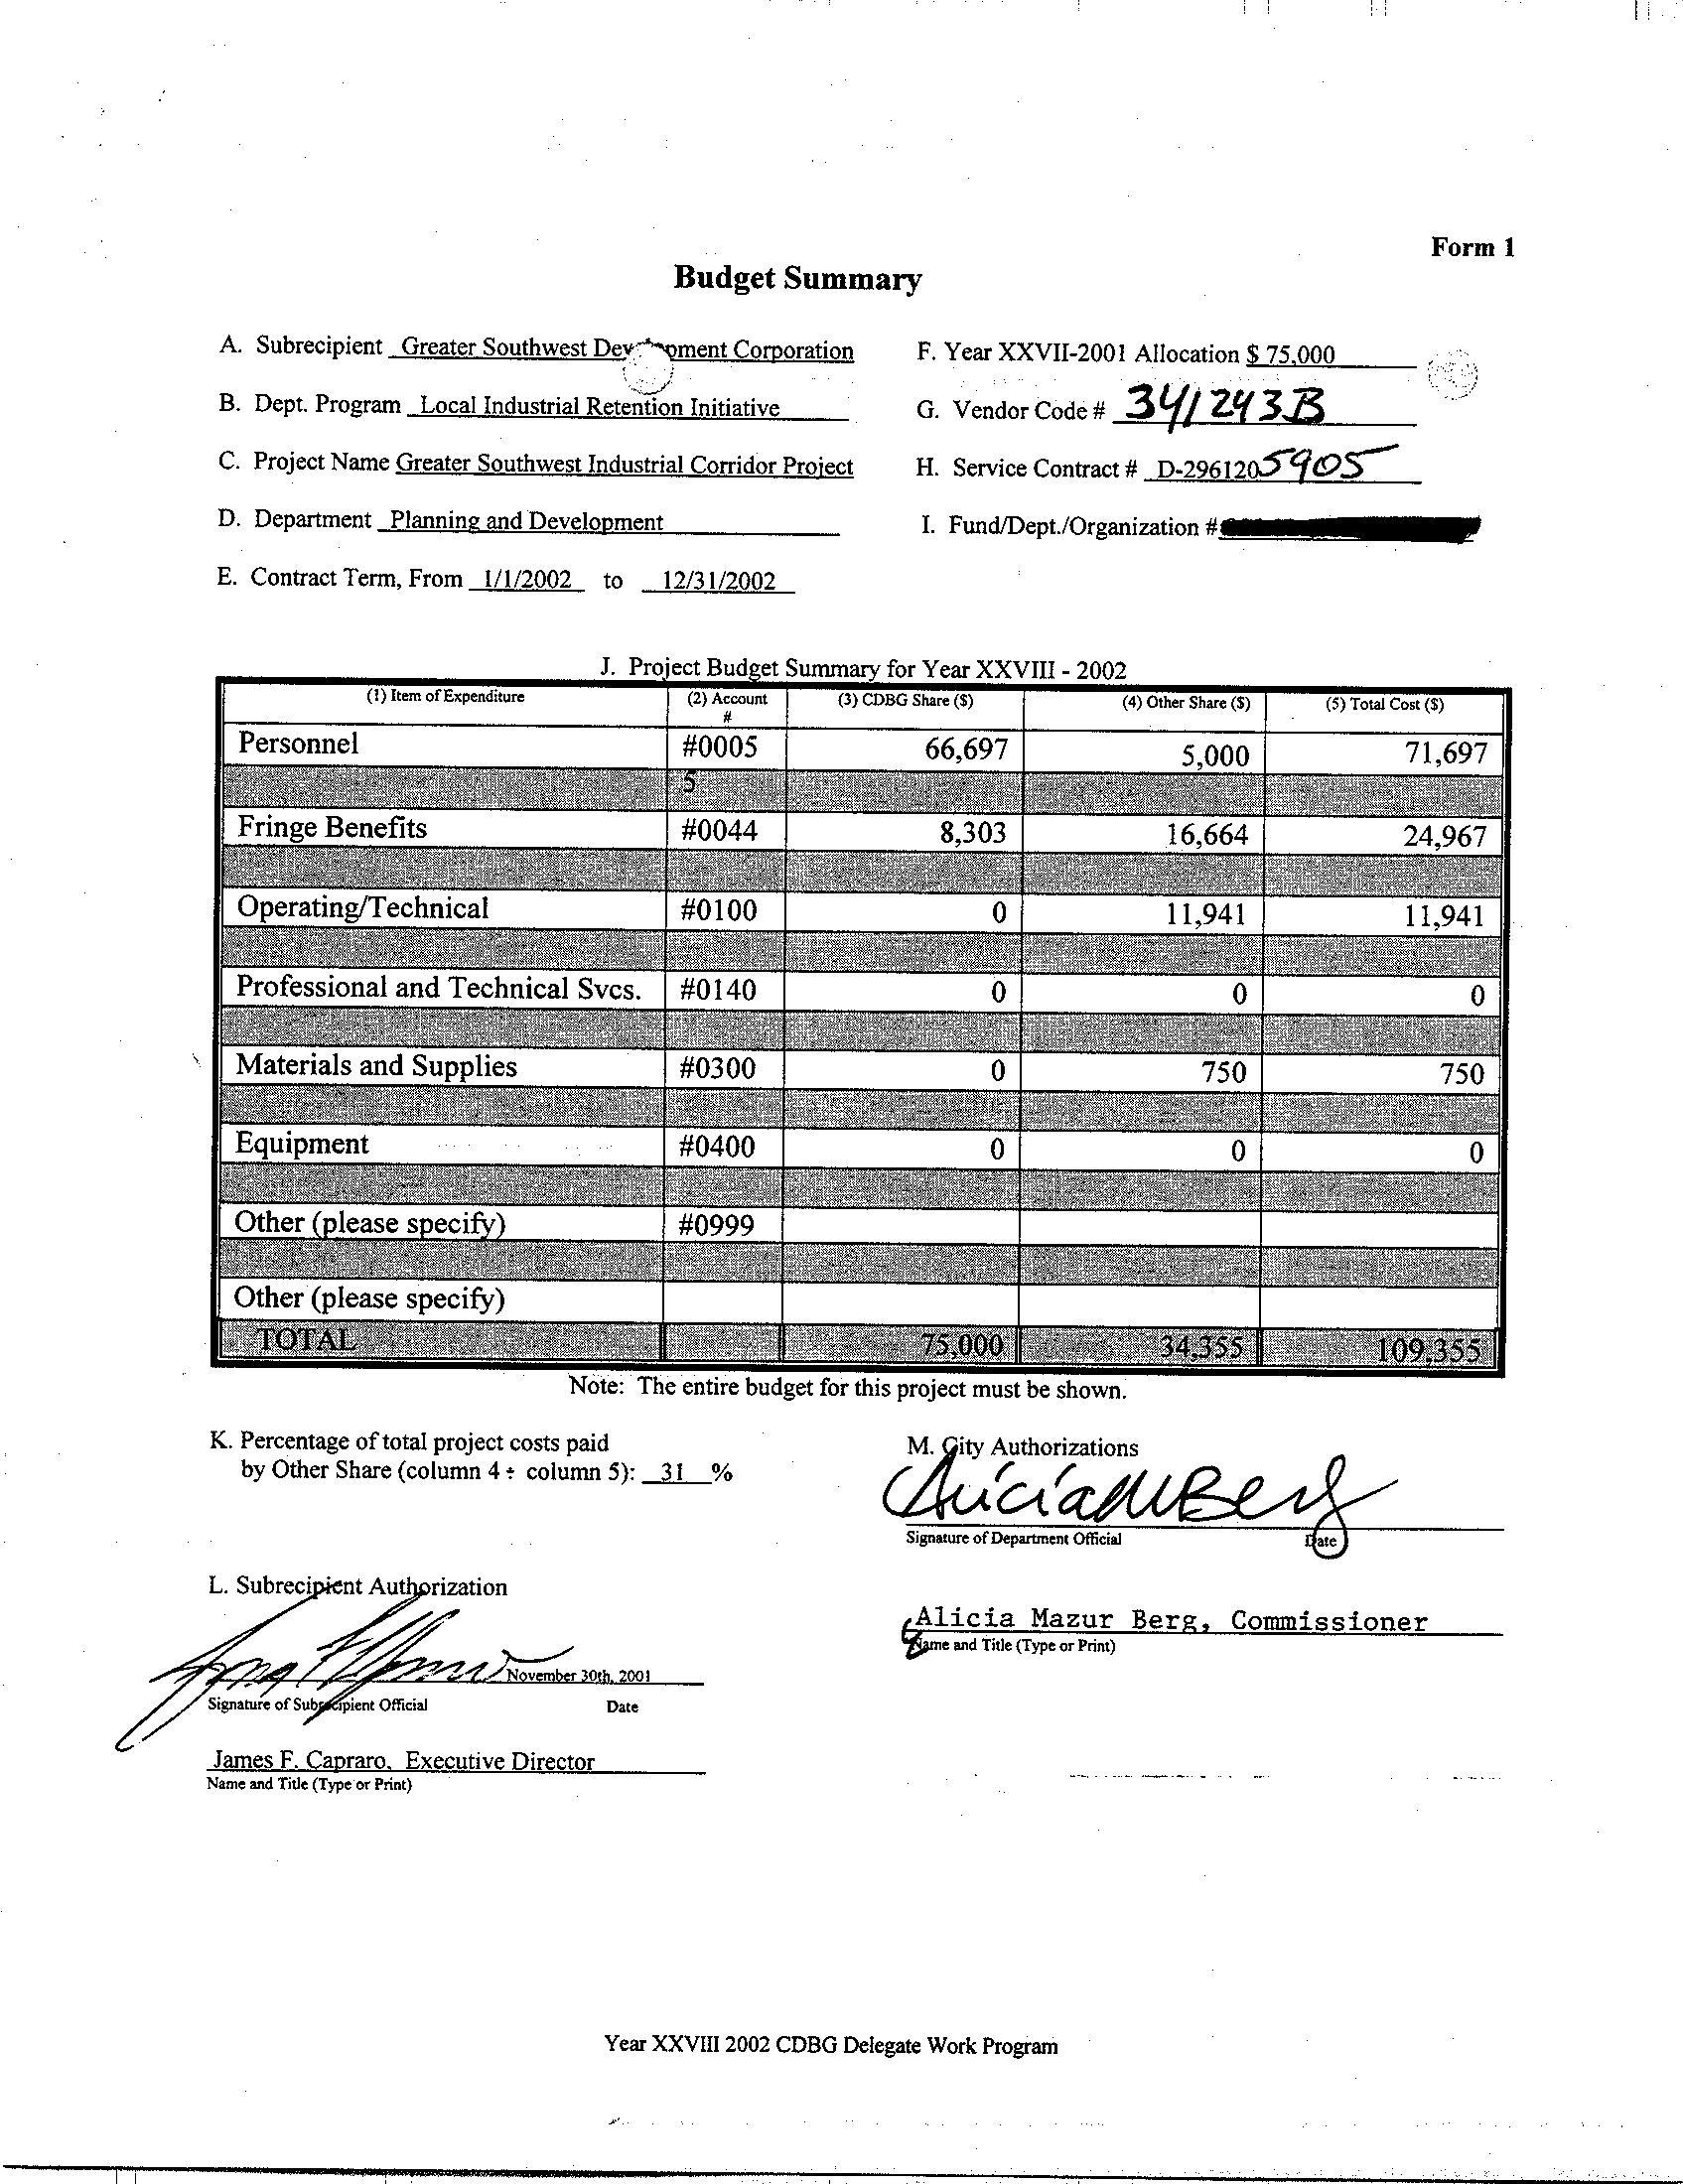 Form 1
Budget Summary
A. Subrecipient Greater Southwest Dev opment Corporation
F. Year XXVII-2001 Allocation $ 75,000
B. Dept. Program Local Industrial Retention Initiative
G. Vendor Code # 341243B
C. Project Name Greater Southwest Industrial Corridor Project
H. Service Contract # D-2961205905
D. Department Planning and Development
I. Fund/Dept./Organization #
E. Contract Term, From 1/1/2002 to 12/31/2002
J. Project Budget Summary for Year XXVIII - 2002
(1) Item of Expenditure (2) Account # (3) CDBG Share ($) (4) Other Share ($) (5) Total Cost ($)
Personnel #0005 66,697 5,000 71,697
5
Fringe Benefits #0044 8,303 16,664 24,967
Operating/Technical #0100 0 11,941 11,941
Professional and Technical Svcs. #0140 0 0 0
Materials and Supplies #0300 0 750 750
Equipment #0400 0 0 0
Other (please specify) #0999
Other (please specify)
TOTAL 75,000 34,355 109,355
Note: The entire budget for this project must be shown.
K. Percentage of total project costs paid
by Other Share (column 4 ÷ column 5): 31 %
M. City Authorizations
Signature of Department Official Date
L. Subrecipient Authorization
Alicia Mazur Berg, Commissioner
Name and Title (Type or Print)
November 30th, 2001
Signature of Subrecipient Official Date
James F. Capraro, Executive Director
Name and Title (Type or Print)
Year XXVIII 2002 CDBG Delegate Work Program